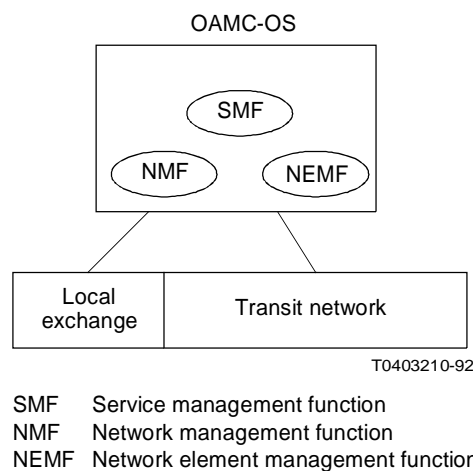 OAMC-OS
SMF
NMF NEMF
Local
exchange
Transit network
T0403210-92
SMF Service management function
NMF Network management function
NEMF Network element management function